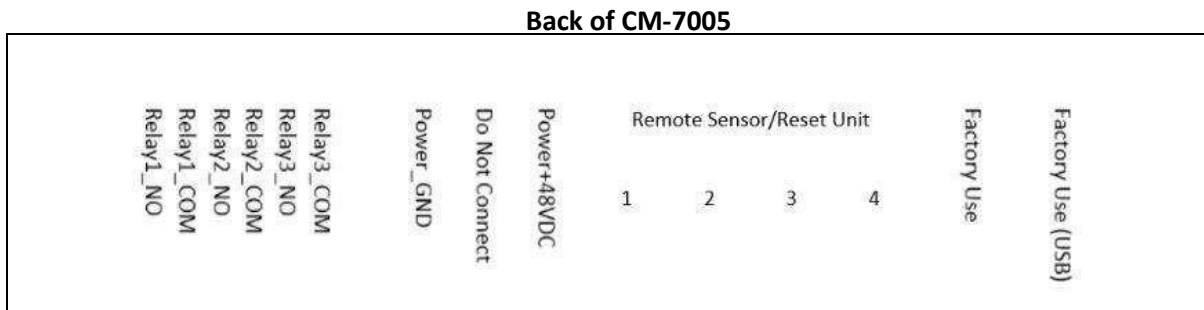 Back of CM-7005
Relay1_NO
Relay1_COM
Relay2_NO
Relay2_COM
Relay3_NO
Relay3_COM
Power_GND
Do Not Connect
Power+48VDC
Remote Sensor/Reset Unit
1 2 3 4
Factory Use
Factory Use (USB)